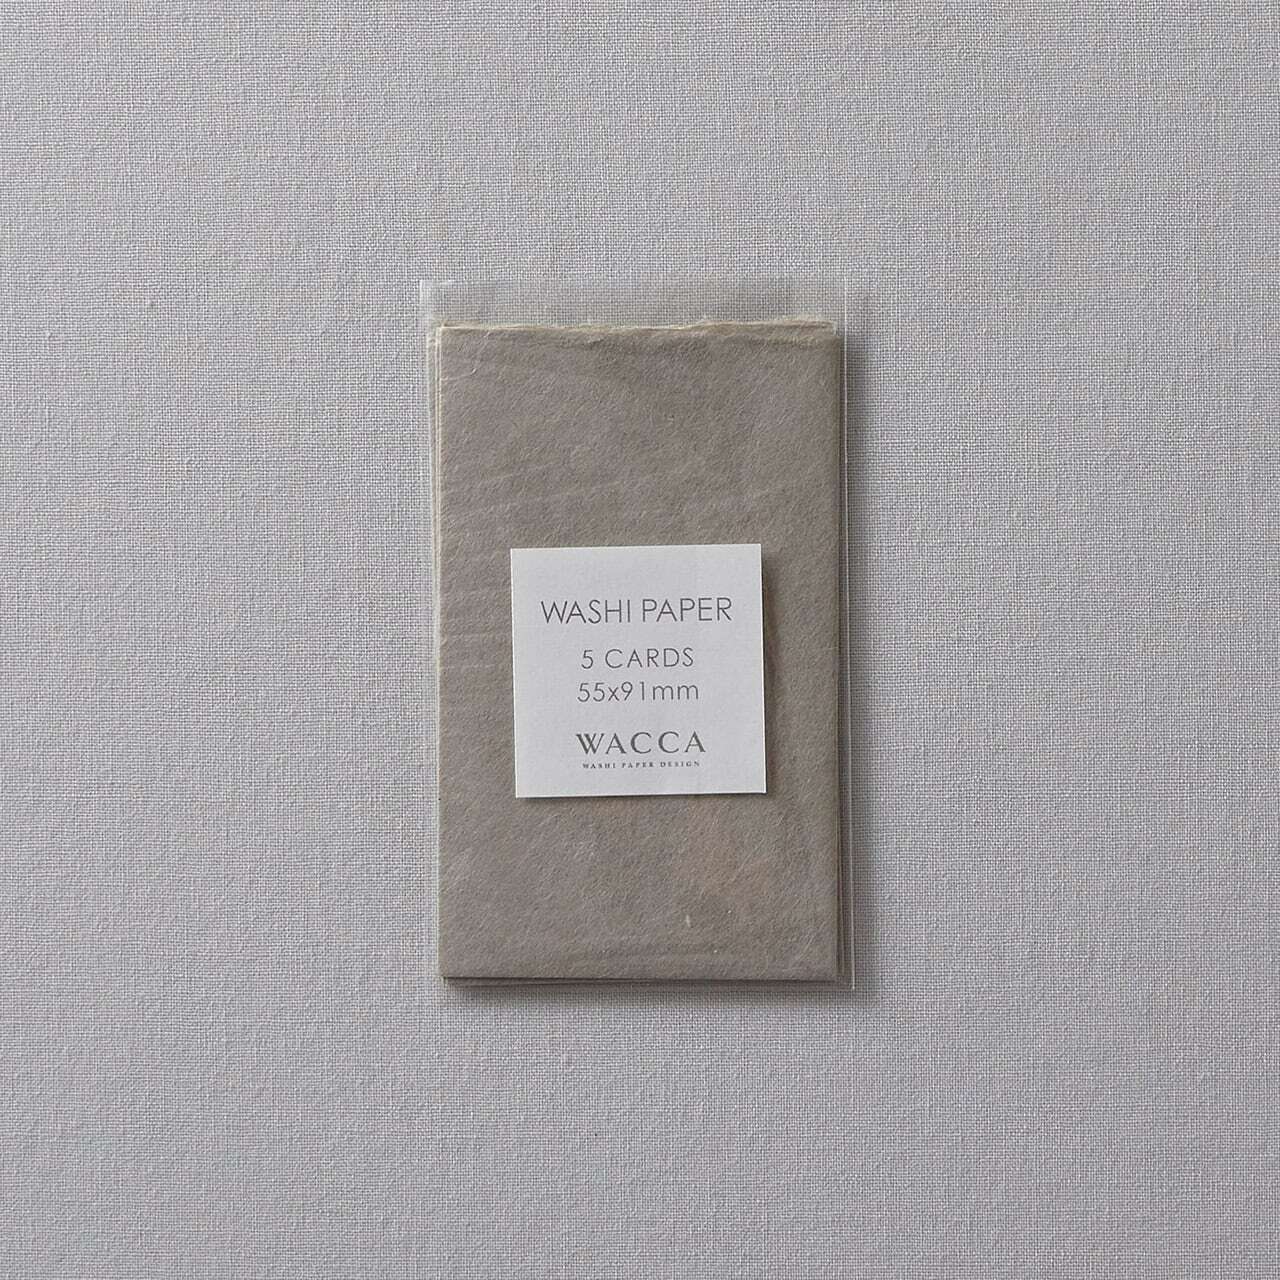 WASHI PAPER
5 CARDS
55x91mm
WACCA
WASHI PAPER DESIGN